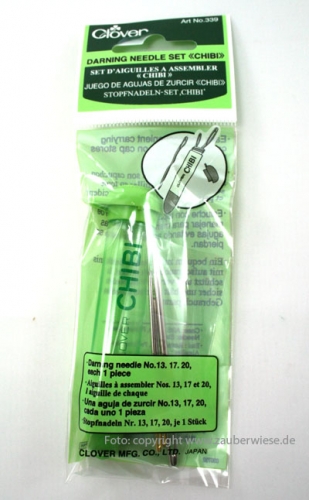 Art No.339
Clover
DARNING NEEDLE SET «CHIBI»
SET D'AIGUILLES A ASSEMBLER
«CHIBI»
JUEGO DE AGUJAS DE ZURCIR «CHIBI»
STOPFNADELN-SET ‚CHIBI'
CHIBI
CLOVER CHIBI
·Darning needle No.13. 17. 20,
each 1 piece
·Aiguilles à assembler Nos. 13, 17 et 20,
1 aiguille de chaque
·Una aguja de zurcir No.13, 17, 20,
cada uno 1 pieza
·Stopfnadeln Nr. 13, 17, 20, je 1 Stück
Foto: copyright www.zauberwiese.de
CLOVER MFG. CO., LTD. JAPAN